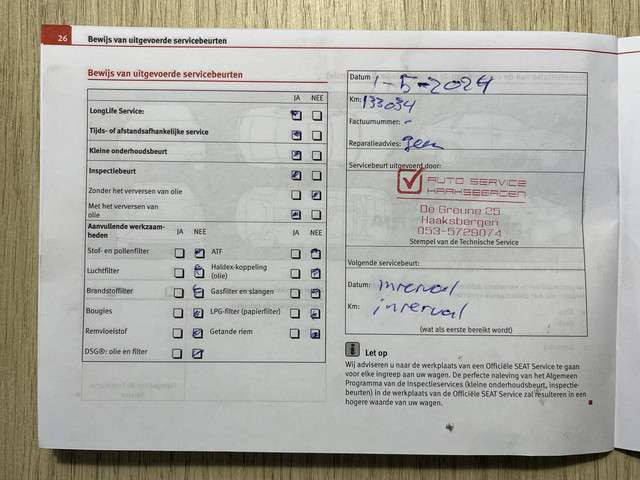 26 Bewijs van uitgevoerde servicebeurten
Bewijs van uitgevoerde servicebeurten
JA NEE
LongLife Service:
Tijds- of afstandsafhankelijke service
Kleine onderhoudsbeurt
Inspectiebeurt
Zonder het verversen van olie
Met het verversen van
olie
Aanvullende werkzaam-
heden
JA NEE JA NEE
Stof- en pollenfilter ATF
Luchtfilter Haldex-koppeling
(olie)
Brandstoffilter Gasfilter en slangen
Bougies LPG-filter (papierfilter)
Remvloeistof Getande riem
DSG®: olie en filter
Datum 1-5-2024
Km: 133034
Factuurnummer: -
Reparatieadvies: geen
Servicebeurt uitgevoerd door:
AUTO SERVICE
HAAKSBERGEN
De Greune 25
Haaksbergen
053-5729074
Stempel van de Technische Service
Volgende servicebeurt:
Datum: interval
Km: interval
(wat als eerste bereikt wordt)
i Let op
Wij adviseren u naar de werkplaats van een Officiële SEAT Service te gaan
voor elke ingreep aan uw wagen. De perfecte naleving van het Algemeen
Programma van de Inspectieservices (kleine onderhoudsbeurt, inspectie-
beurten) in de werkplaats van de Officiële SEAT Service zal resulteren in een
hogere waarde van uw wagen.